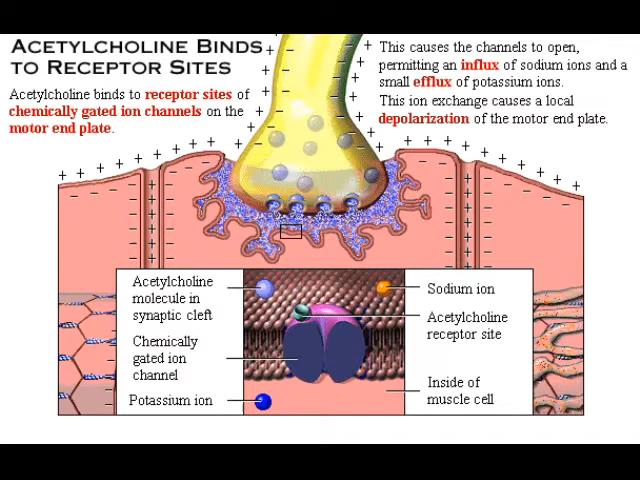 ACETYLCHOLINE BINDS
TO RECEPTOR SITES
Acetylcholine binds to receptor sites of
chemically gated ion channels on the
motor end plate.
This causes the channels to open,
permitting an influx of sodium ions and a
small efflux of potassium ions.
This ion exchange causes a local
depolarization of the motor end plate.
Acetylcholine
molecule in
synaptic cleft
Chemically
gated ion
channel
Potassium ion
Sodium ion
Acetylcholine
receptor site
Inside of
muscle cell